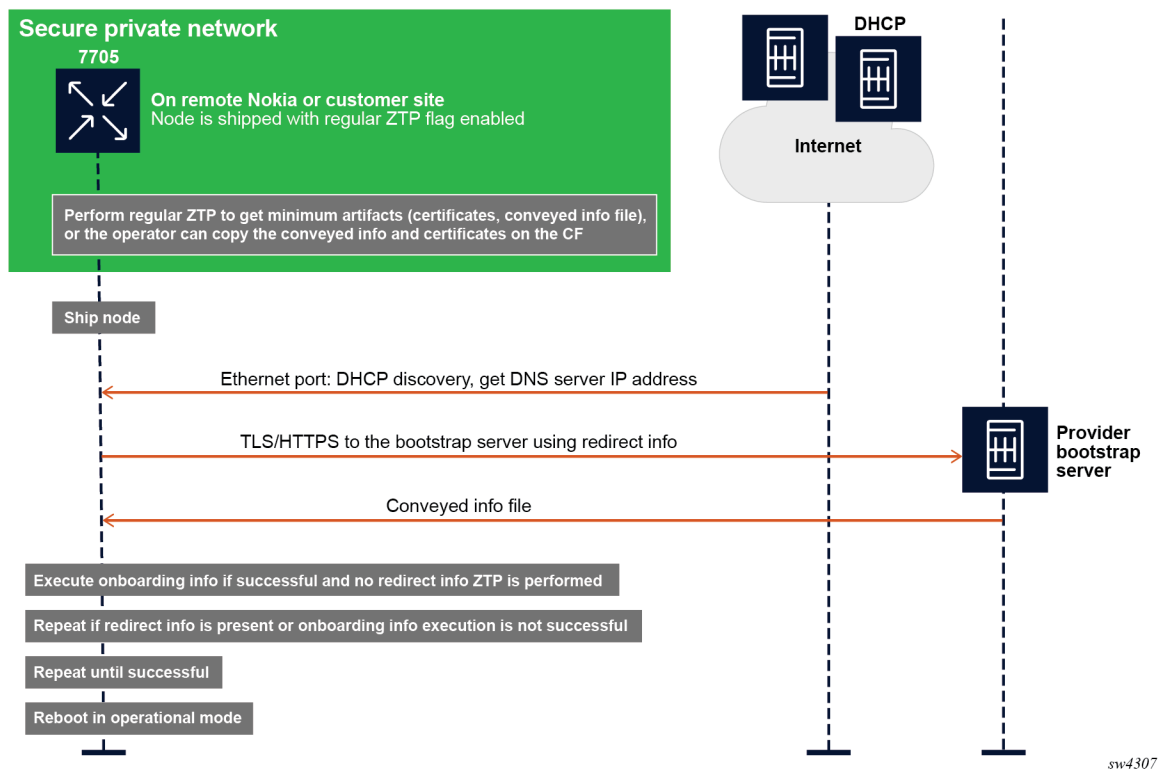 Secure private network
7705
On remote Nokia or customer site
Node is shipped with regular ZTP flag enabled
DHCP
Internet
Perform regular ZTP to get minimum artifacts (certificates, conveyed info file),
or the operator can copy the conveyed info and certificates on the CF
Ship node
Ethernet port: DHCP discovery, get DNS server IP address
TLS/HTTPS to the bootstrap server using redirect info
Provider
bootstrap
server
Conveyed info file
Execute onboarding info if successful and no redirect info ZTP is performed
Repeat if redirect info is present or onboarding info execution is not successful
Repeat until successful
Reboot in operational mode
sw4307